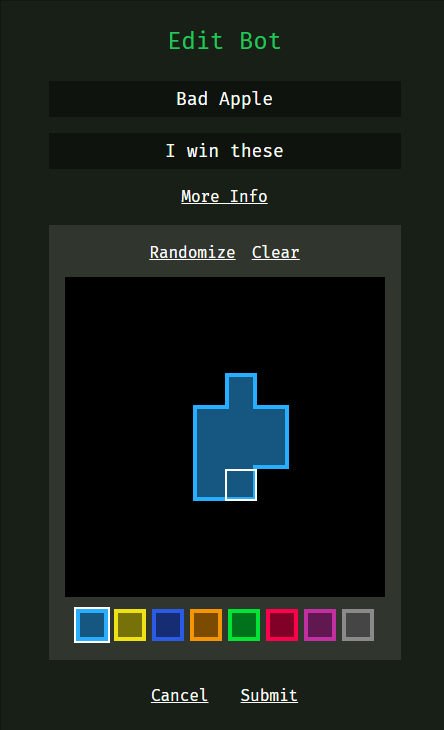 Edit Bot
Bad Apple
I win these
More Info
Randomize Clear
Cancel Submit